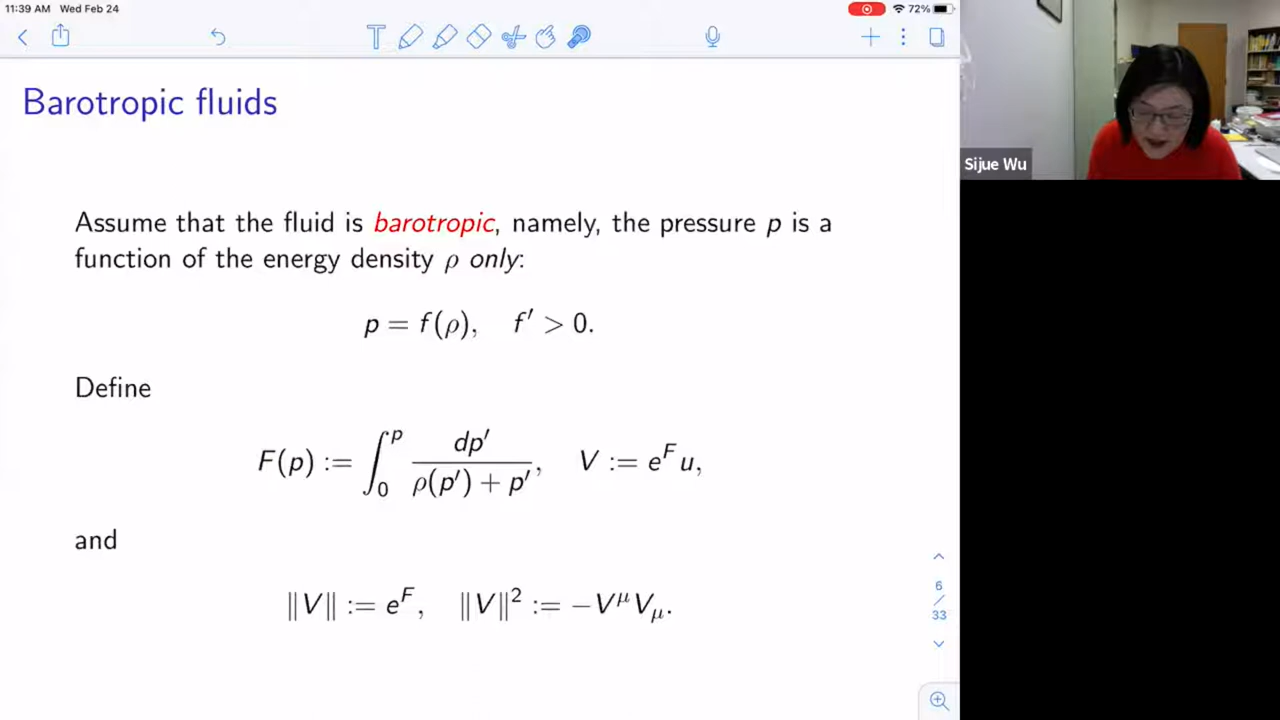 11:39 AM Wed Feb 24
72%
Barotropic fluids
Sijue Wu
Assume that the fluid is barotropic, namely, the pressure p is a
function of the energy density ρ only:
p = f(ρ), f′ > 0.
Define
F(p) := ∫₀ᵖ dp′ / (ρ(p′) + p′), V := e^F u,
and
‖V‖ := e^F, ‖V‖² := −V^μ V_μ.
6
/
33